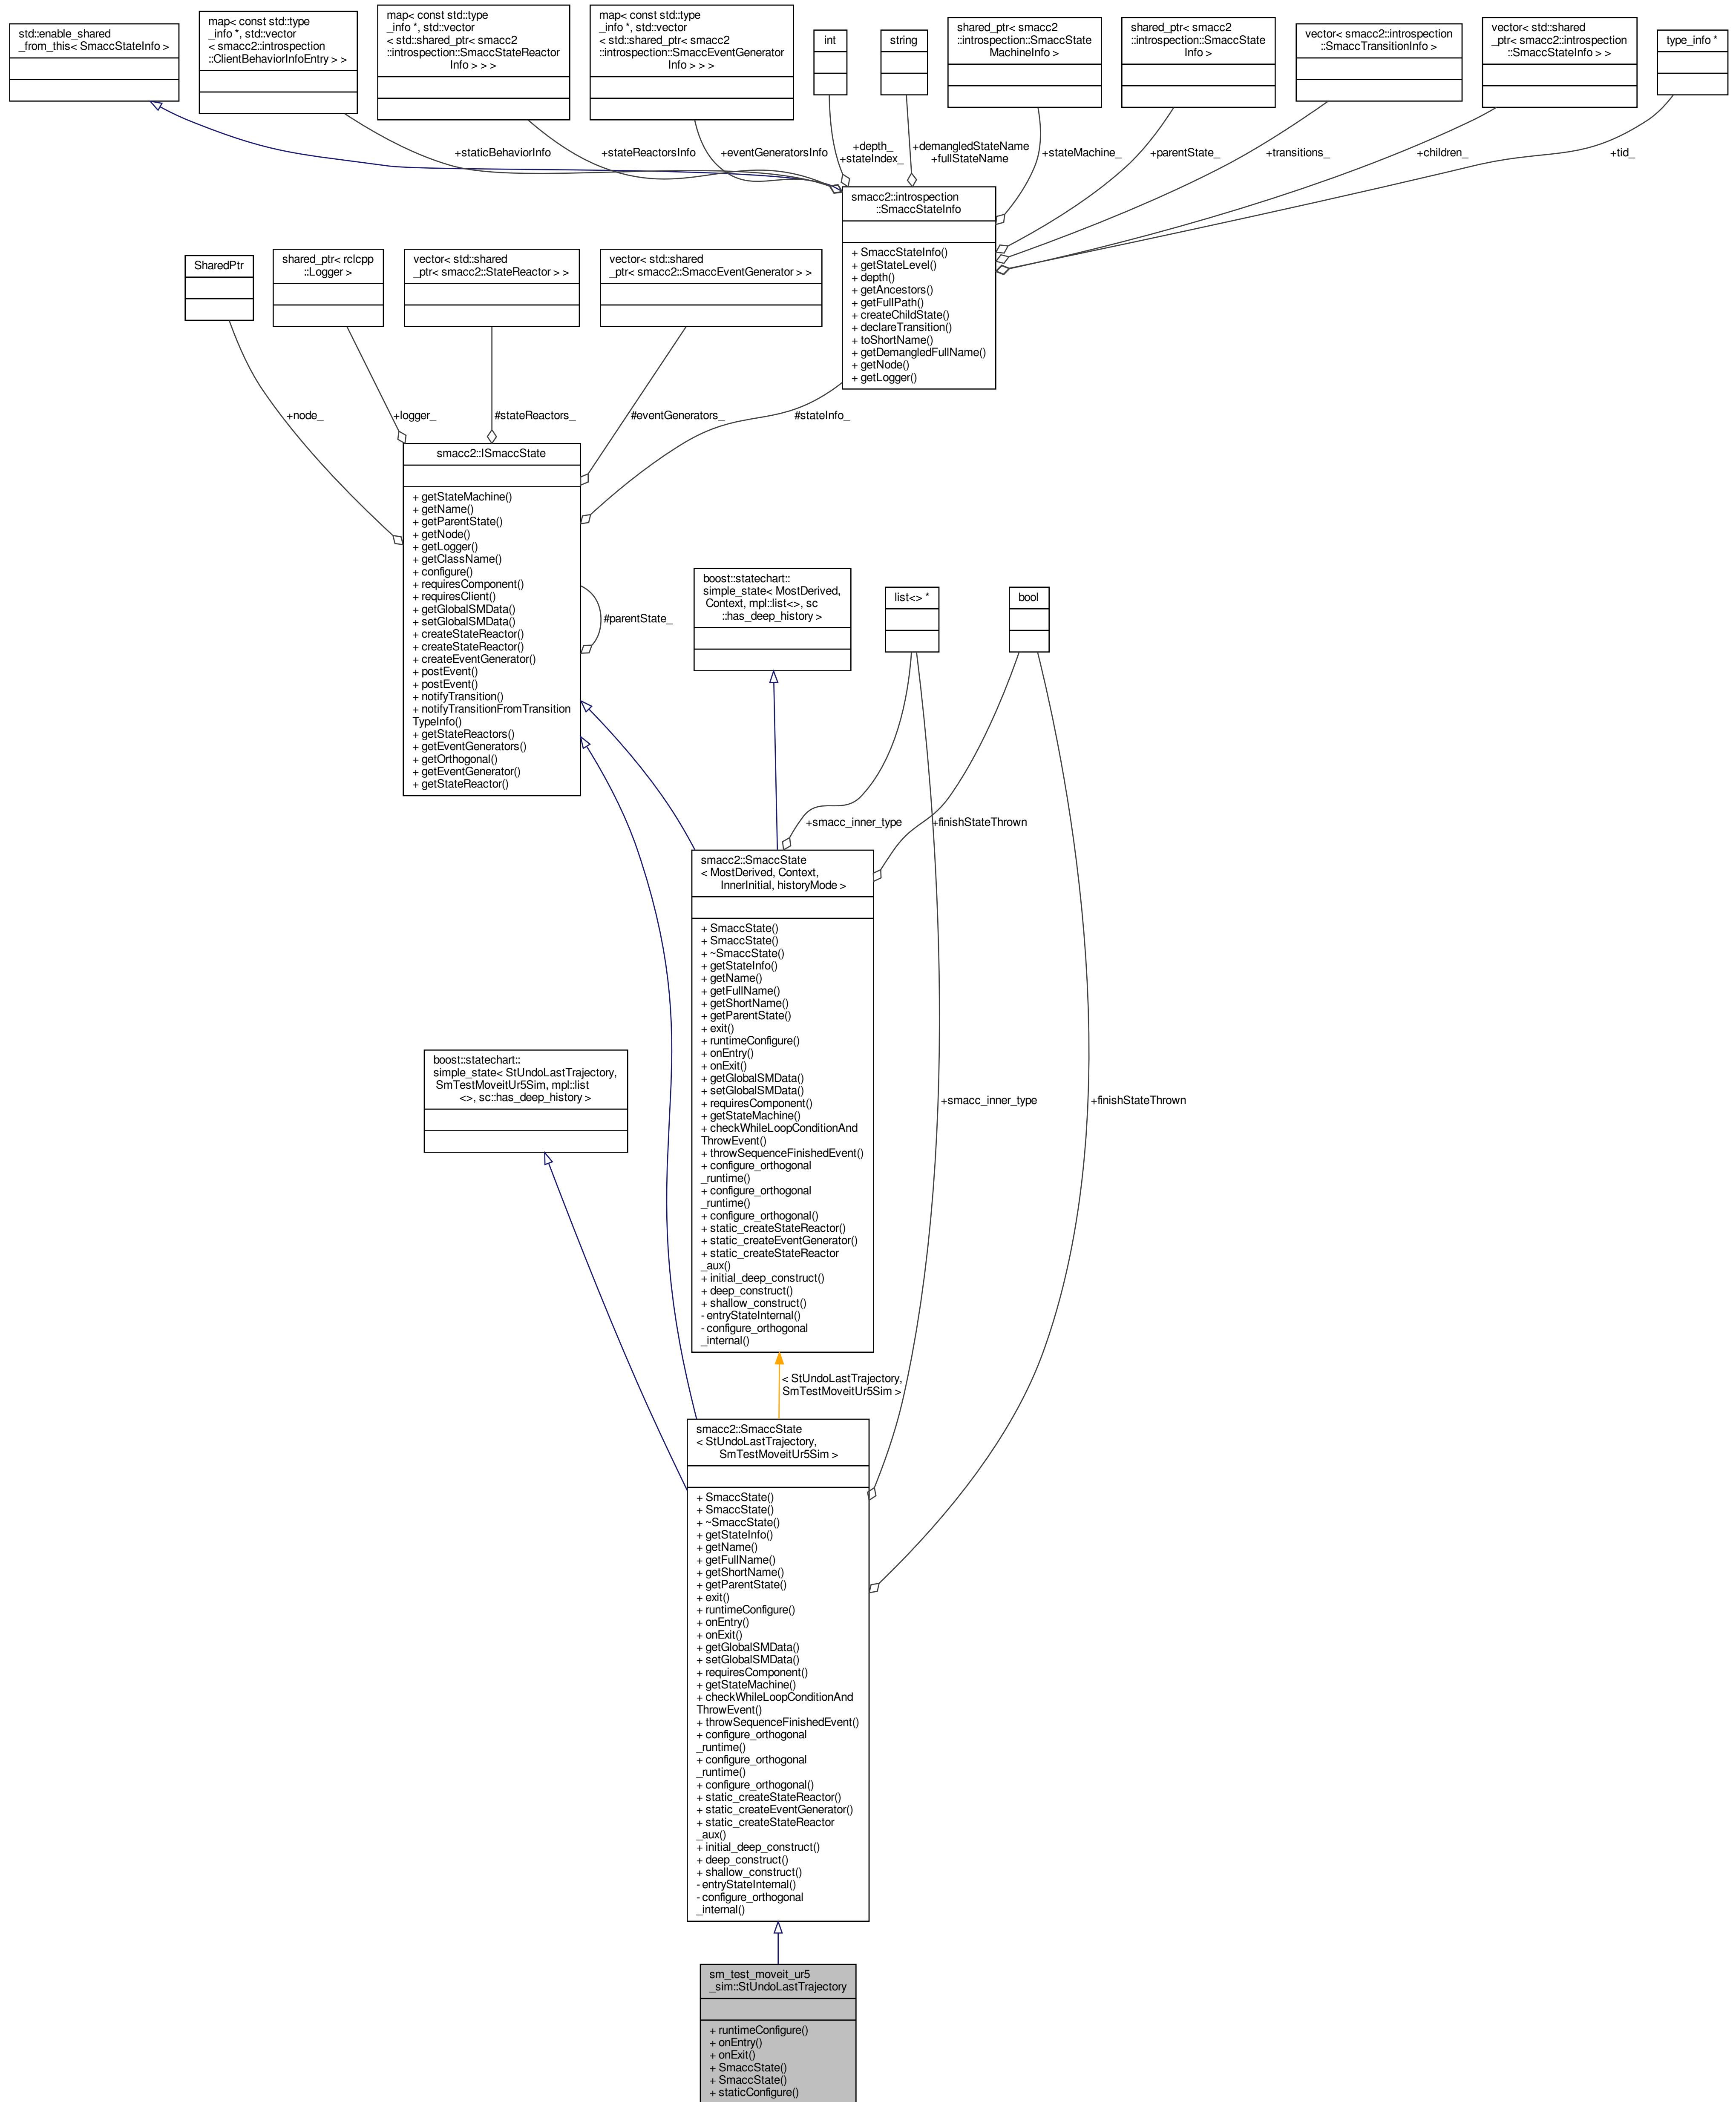 std::enable_shared
_from_this< SmaccStateInfo >
map< const std::type
_info *, std::vector
< smacc2::introspection
::ClientBehaviorInfoEntry > >
map< const std::type
_info *, std::vector
< std::shared_ptr< smacc2
::introspection::SmaccStateReactor
Info > > >
map< const std::type
_info *, std::vector
< std::shared_ptr< smacc2
::introspection::SmaccEventGenerator
Info > > >
int
string
shared_ptr< smacc2
::introspection::SmaccState
MachineInfo >
shared_ptr< smacc2
::introspection::SmaccState
Info >
vector< smacc2::introspection
::SmaccTransitionInfo >
vector< std::shared
_ptr< smacc2::introspection
::SmaccStateInfo > >
type_info *
+staticBehaviorInfo
+stateReactorsInfo
+eventGeneratorsInfo
+depth_
+stateIndex_
+demangledStateName
+fullStateName
+stateMachine_
+parentState_
+transitions_
+children_
+tid_
smacc2::introspection
::SmaccStateInfo
+ SmaccStateInfo()
+ getStateLevel()
+ depth()
+ getAncestors()
+ getFullPath()
+ createChildState()
+ declareTransition()
+ toShortName()
+ getDemangledFullName()
+ getNode()
+ getLogger()
SharedPtr
shared_ptr< rclcpp
::Logger >
vector< std::shared
_ptr< smacc2::StateReactor > >
vector< std::shared
_ptr< smacc2::SmaccEventGenerator > >
+node_
+logger_
#stateReactors_
#eventGenerators_
#stateInfo_
smacc2::ISmaccState
+ getStateMachine()
+ getName()
+ getParentState()
+ getNode()
+ getLogger()
+ getClassName()
+ configure()
+ requiresComponent()
+ requiresClient()
+ getGlobalSMData()
+ setGlobalSMData()
+ createStateReactor()
+ createStateReactor()
+ createEventGenerator()
+ postEvent()
+ postEvent()
+ notifyTransition()
+ notifyTransitionFromTransition
TypeInfo()
+ getStateReactors()
+ getEventGenerators()
+ getOrthogonal()
+ getEventGenerator()
+ getStateReactor()
#parentState_
boost::statechart::
simple_state< MostDerived,
Context, mpl::list<>, sc
::has_deep_history >
list<> *
bool
+smacc_inner_type
+finishStateThrown
smacc2::SmaccState
< MostDerived, Context,
InnerInitial, historyMode >
+ SmaccState()
+ SmaccState()
+ ~SmaccState()
+ getStateInfo()
+ getName()
+ getFullName()
+ getShortName()
+ getParentState()
+ exit()
+ runtimeConfigure()
+ onEntry()
+ onExit()
+ getGlobalSMData()
+ setGlobalSMData()
+ requiresComponent()
+ getStateMachine()
+ checkWhileLoopConditionAnd
ThrowEvent()
+ throwSequenceFinishedEvent()
+ configure_orthogonal
_runtime()
+ configure_orthogonal
_runtime()
+ configure_orthogonal()
+ static_createStateReactor()
+ static_createEventGenerator()
+ static_createStateReactor
_aux()
+ initial_deep_construct()
+ deep_construct()
+ shallow_construct()
- entryStateInternal()
- configure_orthogonal
_internal()
boost::statechart::
simple_state< StUndoLastTrajectory,
SmTestMoveitUr5Sim, mpl::list
<>, sc::has_deep_history >
+smacc_inner_type
+finishStateThrown
< StUndoLastTrajectory,
SmTestMoveitUr5Sim >
smacc2::SmaccState
< StUndoLastTrajectory,
SmTestMoveitUr5Sim >
+ SmaccState()
+ SmaccState()
+ ~SmaccState()
+ getStateInfo()
+ getName()
+ getFullName()
+ getShortName()
+ getParentState()
+ exit()
+ runtimeConfigure()
+ onEntry()
+ onExit()
+ getGlobalSMData()
+ setGlobalSMData()
+ requiresComponent()
+ getStateMachine()
+ checkWhileLoopConditionAnd
ThrowEvent()
+ throwSequenceFinishedEvent()
+ configure_orthogonal
_runtime()
+ configure_orthogonal
_runtime()
+ configure_orthogonal()
+ static_createStateReactor()
+ static_createEventGenerator()
+ static_createStateReactor
_aux()
+ initial_deep_construct()
+ deep_construct()
+ shallow_construct()
- entryStateInternal()
- configure_orthogonal
_internal()
sm_test_moveit_ur5
_sim::StUndoLastTrajectory
+ runtimeConfigure()
+ onEntry()
+ onExit()
+ SmaccState()
+ SmaccState()
+ staticConfigure()